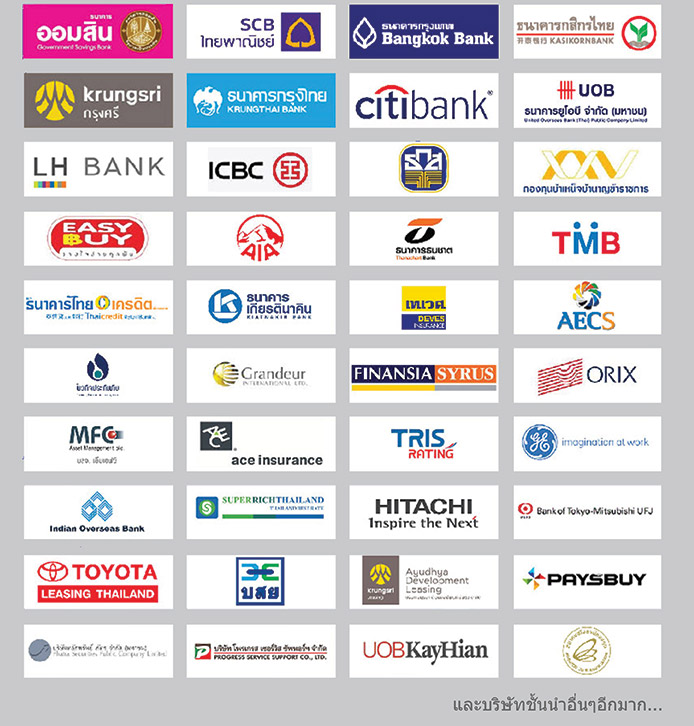 ธนาคาร
ออมสิน
Government Savings Bank
SCB
ไทยพาณิชย์
ธนาคารกรุงเทพ
Bangkok Bank
ธนาคารกสิกรไทย
开泰银行 KASIKORNBANK
krungsri
กรุงศรี
ธนาคารกรุงไทย
KRUNGTHAI BANK
citibank®
UOB
ธนาคารยูโอบี จำกัด (มหาชน)
United Overseas Bank (Thai) Public Company Limited
LH BANK
ICBC
กองทุนบำเหน็จบำนาญข้าราชการ
EASY
BUY
AIA
ธนาคารธนชาต
Thanachart Bank
TMB
ธนาคารไทยเครดิต
Thaicredit
ธนาคาร
เกียรตินาคิน
KIATNAKIN BANK
เทเวศ
DEVES
INSURANCE
AECS
Grandeur
INTERNATIONAL LTD.
FINANSIA SYRUS
ORIX
MFC
Asset Management plc.
บลจ. เอ็มเอฟซี
ACE
ace insurance
TRIS
RATING
GE
imagination at work
Indian Overseas Bank
SUPERRICHTHAILAND
THAILAND BEST RATE
HITACHI
Inspire the Next
Bank of Tokyo-Mitsubishi UFJ
TOYOTA
LEASING THAILAND
บสย
krungsri
Ayudhya
Development
Leasing
PAYSBUY
Public Company Limited
บริษัท โพรเกรส เซอร์วิส ซัพพอร์ท จำกัด
PROGRESS SERVICE SUPPORT CO., LTD.
UOBKayHian
และบริษัทชั้นนำอื่นๆอีกมาก...